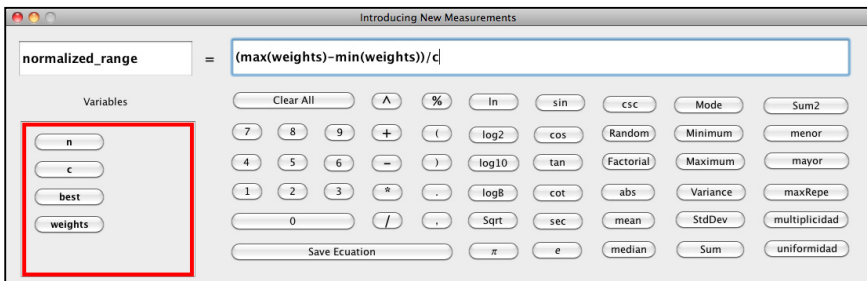 Introducing New Measurements
normalized_range = (max(weights)-min(weights))/c
Variables
n
c
best
weights
Clear All ^ % ln sin csc Mode Sum2
7 8 9 + ( log2 cos Random Minimum menor
4 5 6 - ) log10 tan Factorial Maximum mayor
1 2 3 * . logB cot abs Variance maxRepe
0 / , Sqrt sec mean StdDev multiplicidad
Save Ecuation π e median Sum uniformidad